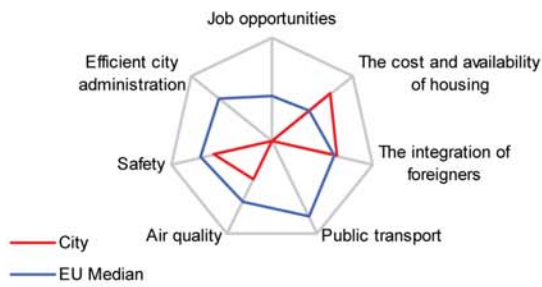 Job opportunities
Efficient city
administration
The cost and availability
of housing
Safety
The integration of
foreigners
Air quality
Public transport
City
EU Median